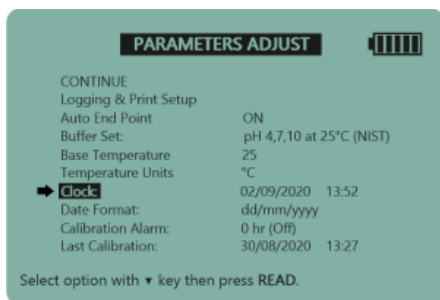 PARAMETERS ADJUST
CONTINUE
Logging & Print Setup
Auto End Point ON
Buffer Set: pH 4,7,10 at 25°C (NIST)
Base Temperature 25
Temperature Units °C
Clock: 02/09/2020 13:52
Date Format: dd/mm/yyyy
Calibration Alarm: 0 hr (Off)
Last Calibration: 30/08/2020 13:27
Select option with ▼ key then press READ.